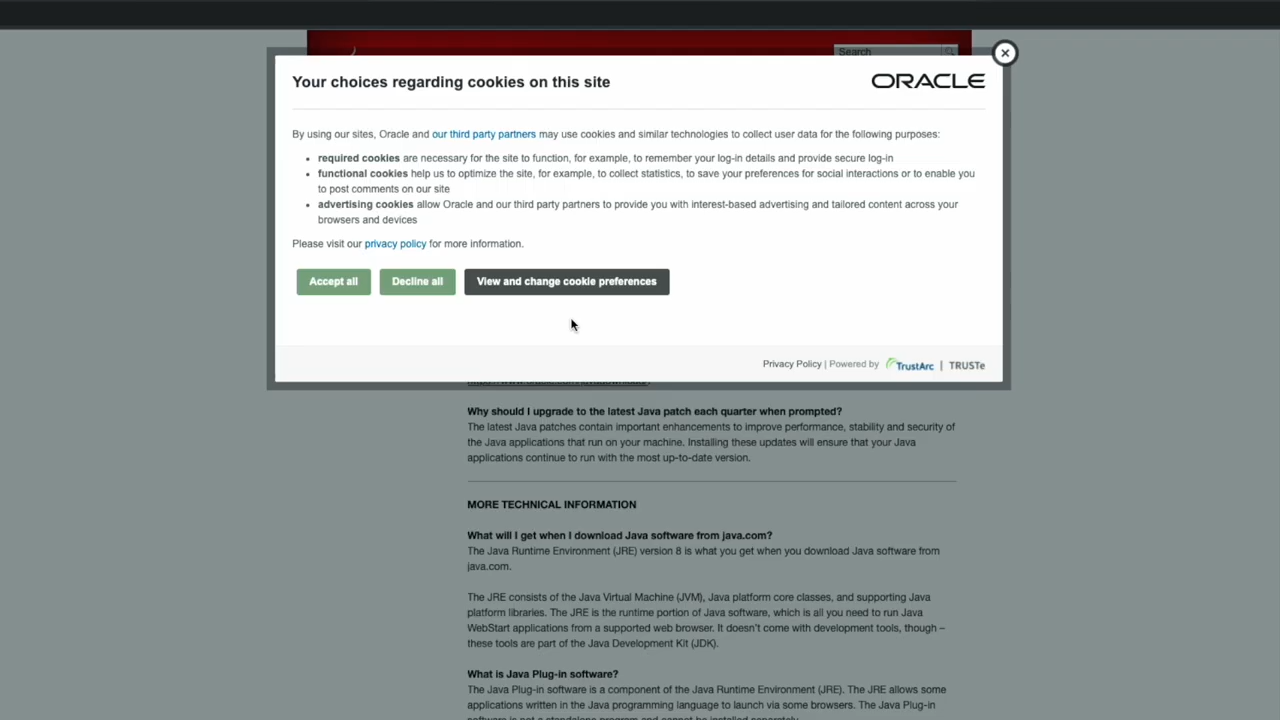 Search
Your choices regarding cookies on this site
ORACLE
By using our sites, Oracle and our third party partners may use cookies and similar technologies to collect user data for the following purposes:
• required cookies are necessary for the site to function, for example, to remember your log-in details and provide secure log-in
• functional cookies help us to optimize the site, for example, to collect statistics, to save your preferences for social interactions or to enable you
to post comments on our site
• advertising cookies allow Oracle and our third party partners to provide you with interest-based advertising and tailored content across your
browsers and devices
Please visit our privacy policy for more information.
Accept all
Decline all
View and change cookie preferences
Privacy Policy | Powered by TrustArc | TRUSTe
Why should I upgrade to the latest Java patch each quarter when prompted?
The latest Java patches contain important enhancements to improve performance, stability and security of
the Java applications that run on your machine. Installing these updates will ensure that your Java
applications continue to run with the most up-to-date version.
MORE TECHNICAL INFORMATION
What will I get when I download Java software from java.com?
The Java Runtime Environment (JRE) version 8 is what you get when you download Java software from
java.com.
The JRE consists of the Java Virtual Machine (JVM), Java platform core classes, and supporting Java
platform libraries. The JRE is the runtime portion of Java software, which is all you need to run Java
WebStart applications from a supported web browser. It doesn't come with development tools, though –
these tools are part of the Java Development Kit (JDK).
What is Java Plug-in software?
The Java Plug-in software is a component of the Java Runtime Environment (JRE). The JRE allows some
applications written in the Java programming language to launch via some browsers. The Java Plug-in
software is not a standalone program and cannot be installed separately.